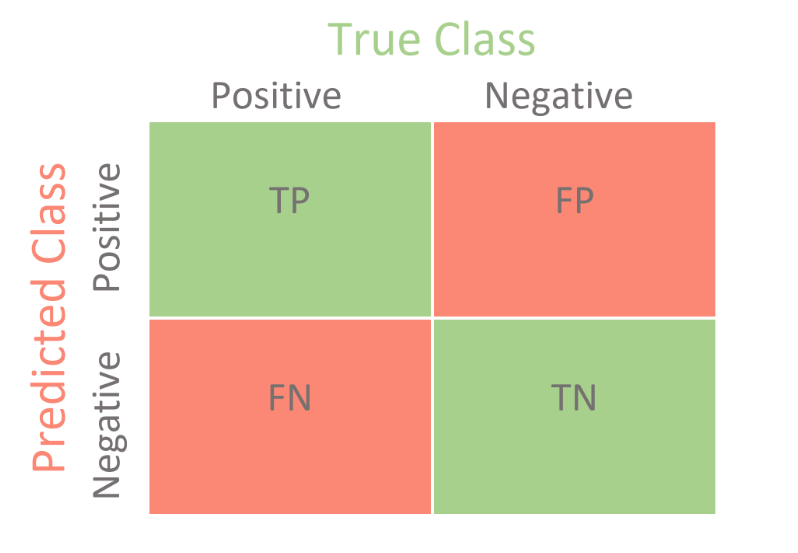 True Class
Positive Negative
Predicted Class
Positive
TP FP
Negative
FN TN